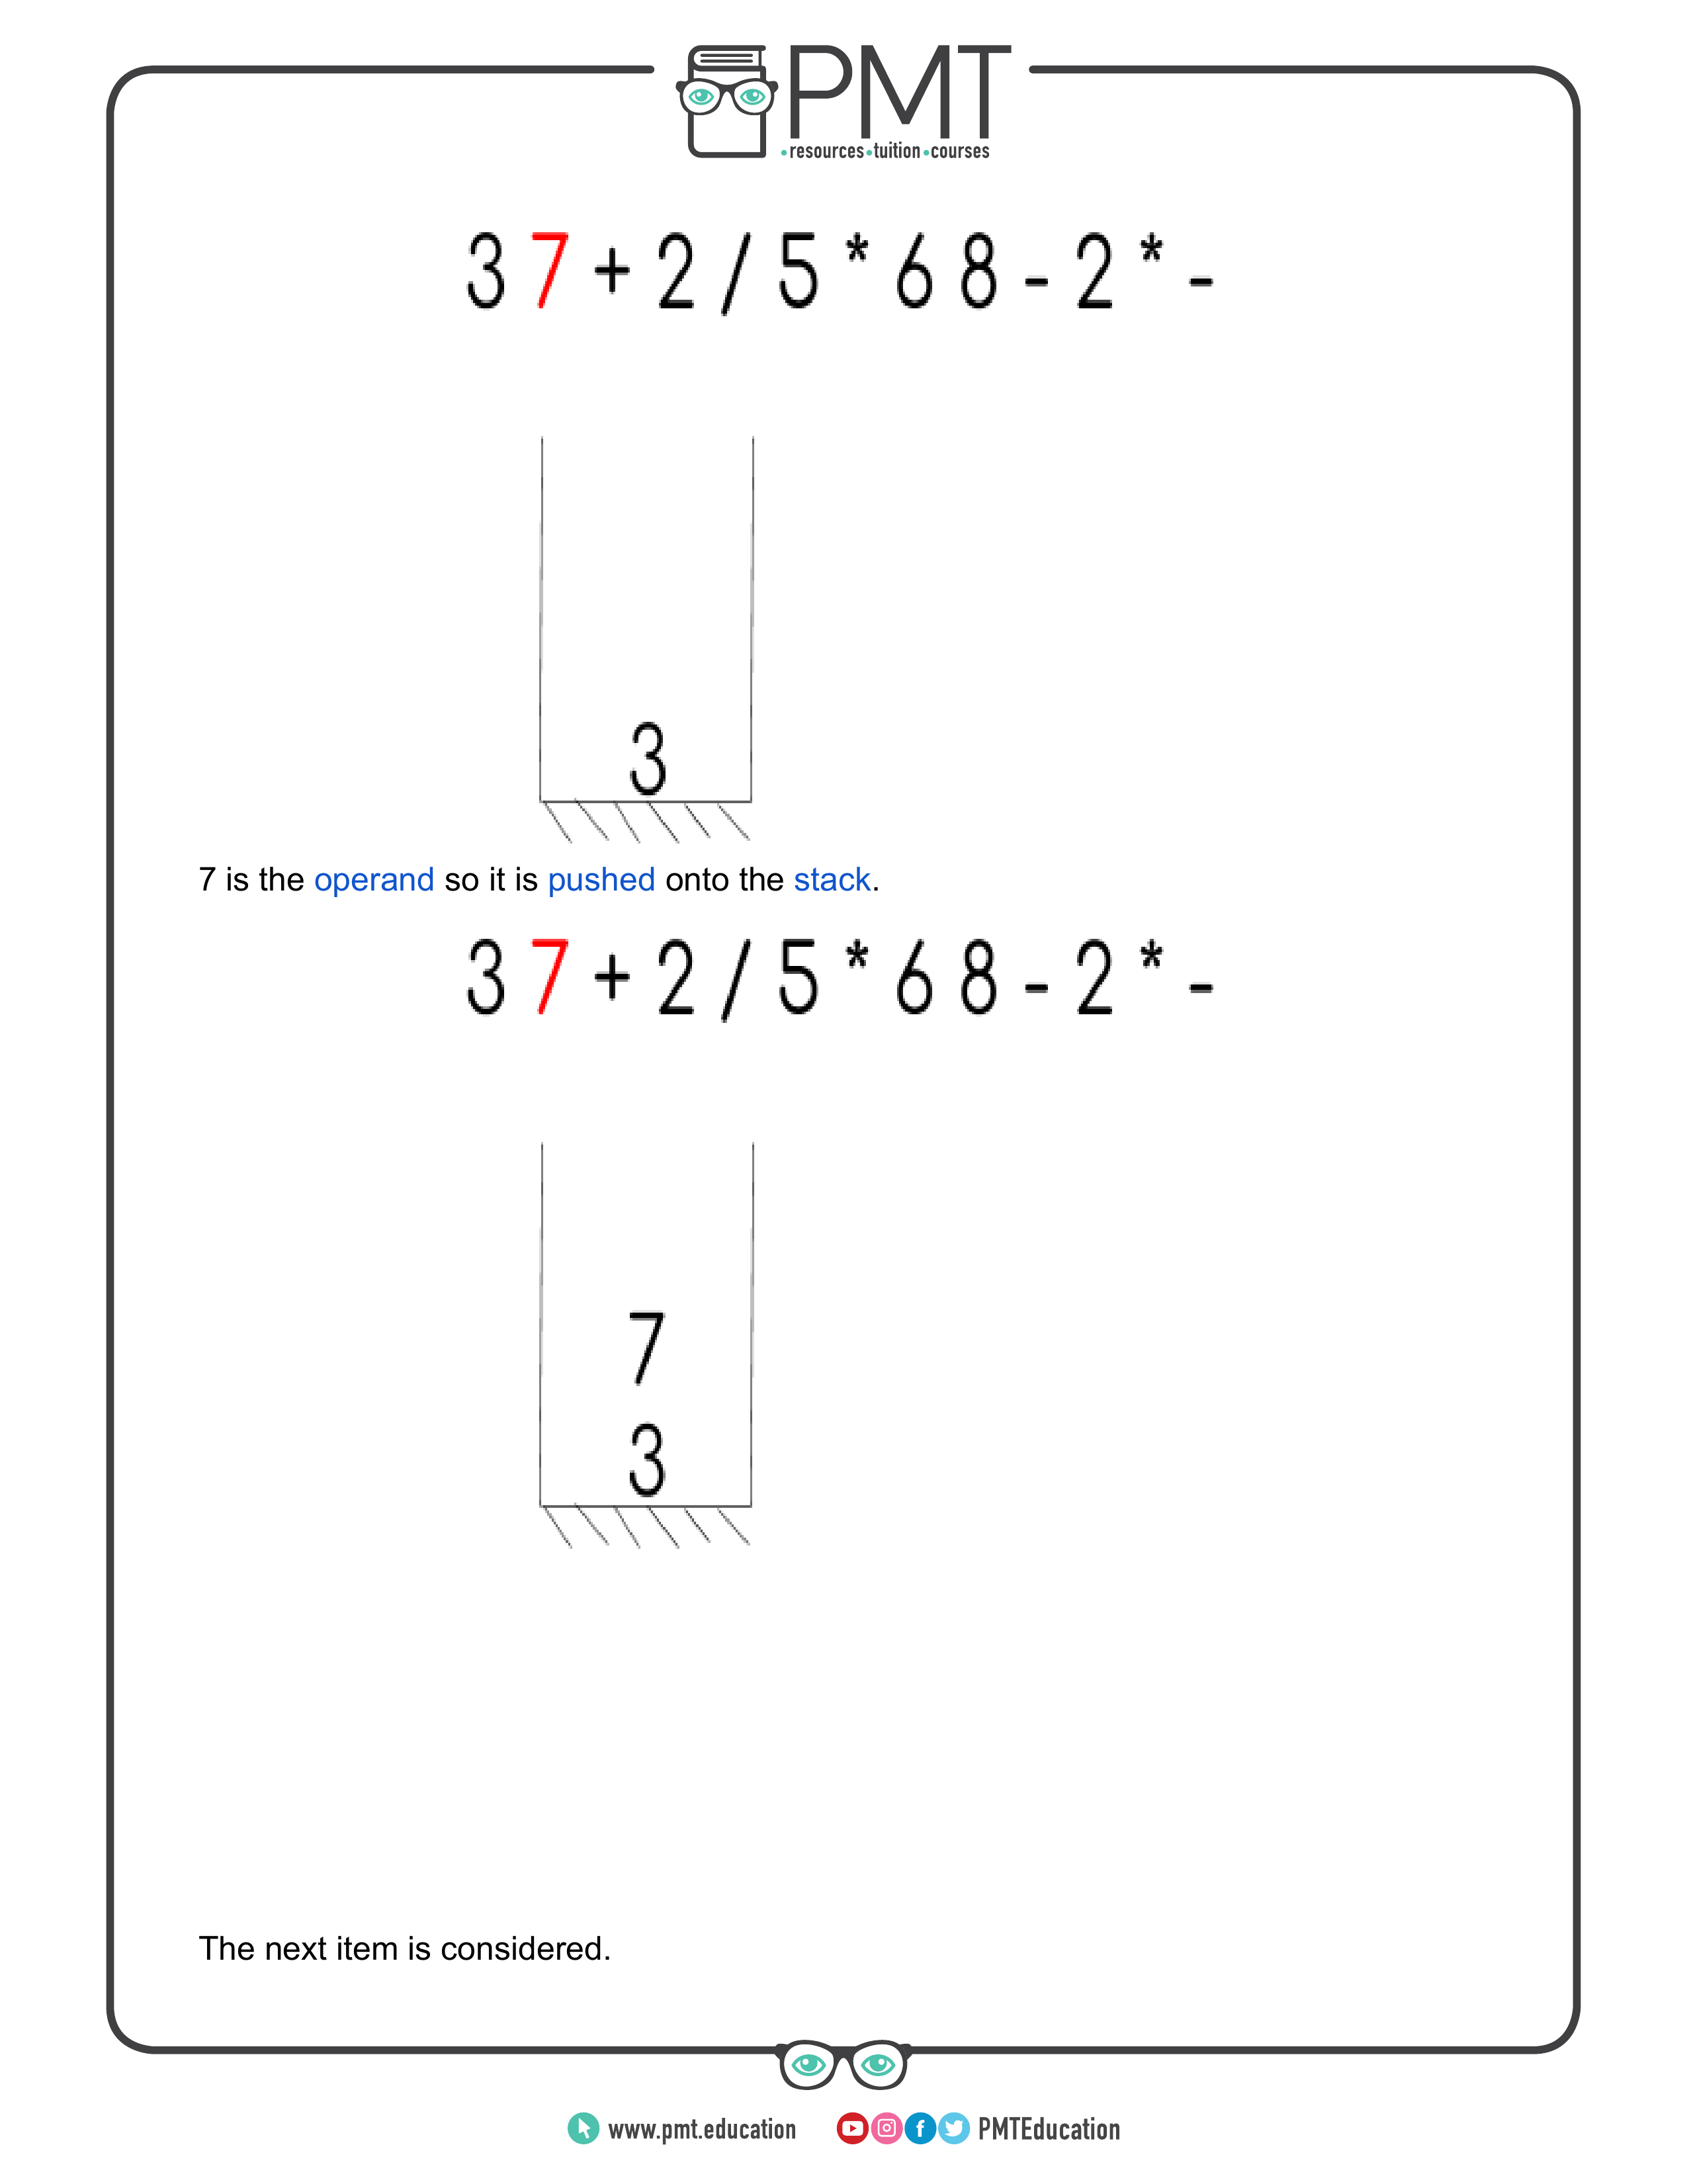 PMT
•resources•tuition•courses
3 7 + 2 / 5 * 6 8 - 2 * -
3
7 is the operand so it is pushed onto the stack.
3 7 + 2 / 5 * 6 8 - 2 * -
7
3
The next item is considered.
www.pmt.education
PMTEducation